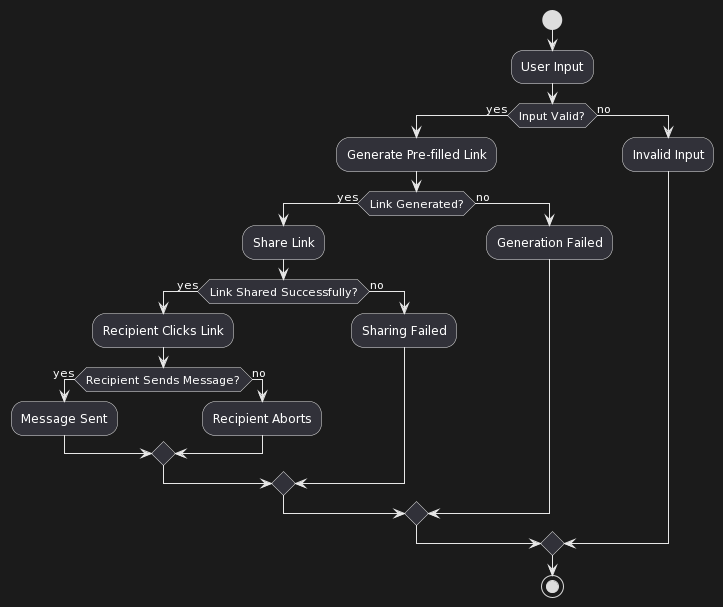 User Input
yes
Input Valid?
no
Generate Pre-filled Link
Invalid Input
yes
Link Generated?
no
Share Link
Generation Failed
yes
Link Shared Successfully?
no
Recipient Clicks Link
Sharing Failed
yes
Recipient Sends Message?
no
Message Sent
Recipient Aborts